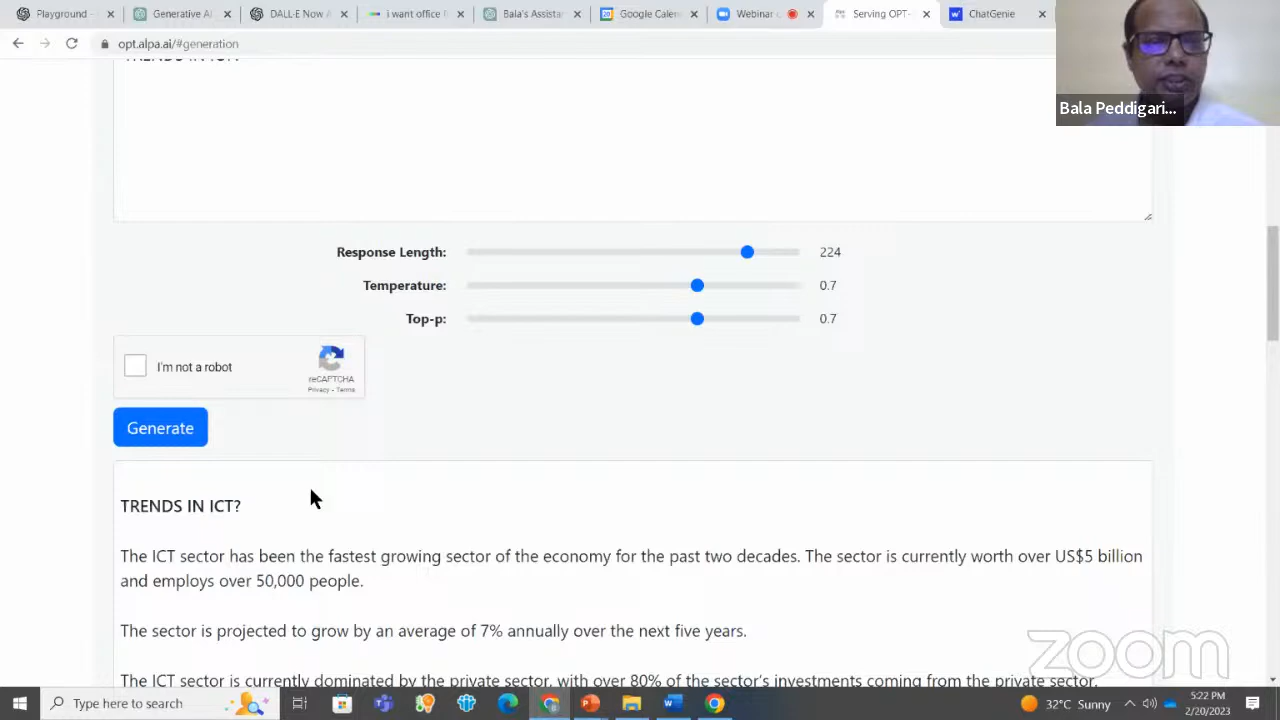 Playground
Generative AI
DALL·E Now A
i want office
Bala's Assista
Google Calen
Webinar
Serving OPT-
ChatGenie
opt.alpa.ai/#generation
Bala Peddigari...
Response Length: 224
Temperature: 0.7
Top-p: 0.7
I'm not a robot
reCAPTCHA
Privacy - Terms
Generate
TRENDS IN ICT?
The ICT sector has been the fastest growing sector of the economy for the past two decades. The sector is currently worth over US$5 billion
and employs over 50,000 people.
The sector is projected to grow by an average of 7% annually over the next five years.
The ICT sector is currently dominated by the private sector, with over 80% of the sector's investments coming from the private sector.
zoom
Type here to search
32°C Sunny
5:22 PM
2/20/2023